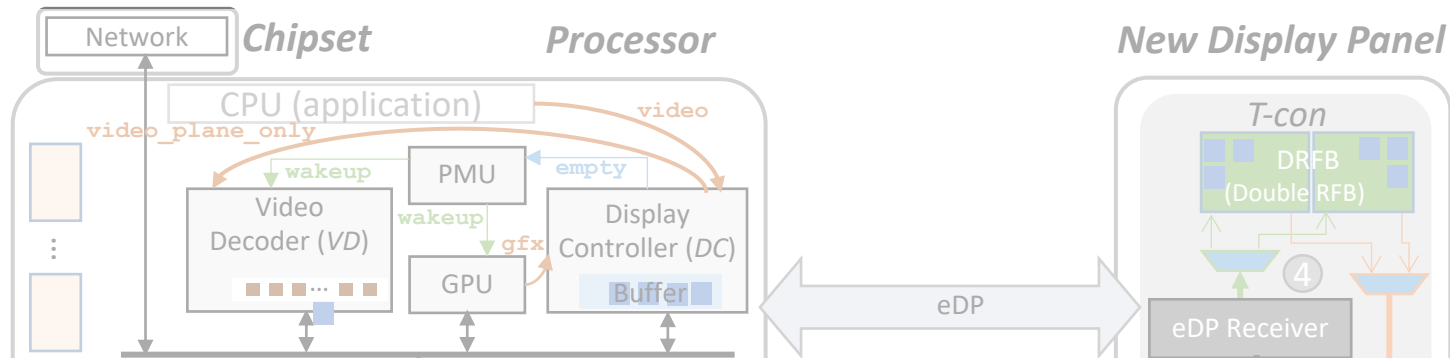 Network
Chipset
Processor
New Display Panel
CPU (application)
video
video_plane_only
T-con
wakeup
PMU
empty
DRFB
(Double RFB)
Video
Decoder (VD)
wakeup
Display
Controller (DC)
gfx
GPU
Buffer
4
eDP
eDP Receiver